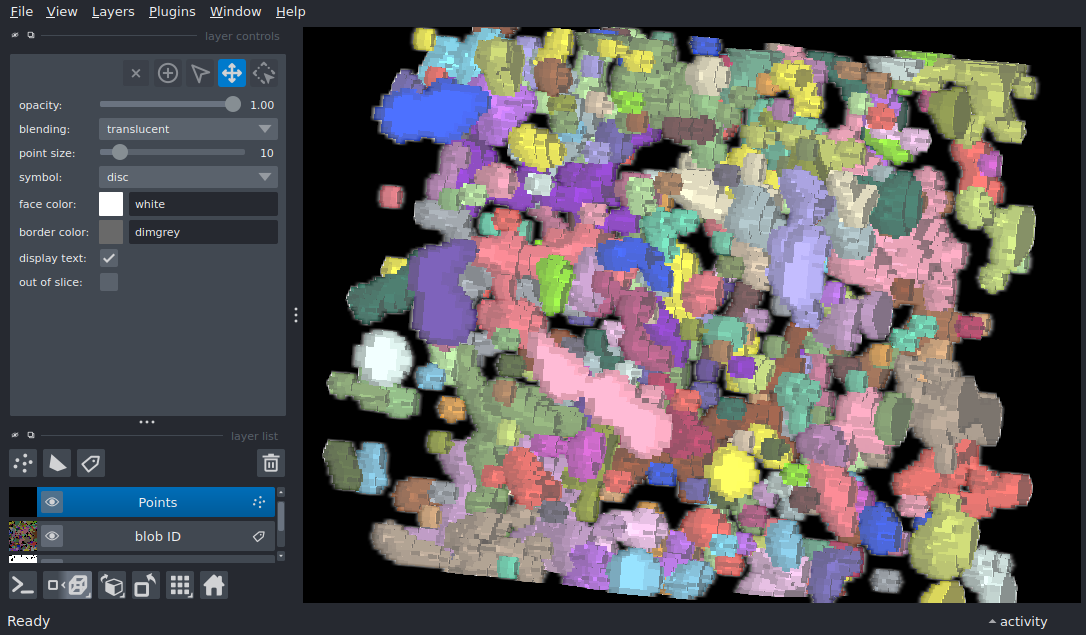 File View Layers Plugins Window Help
layer controls
opacity: 1.00
blending: translucent
point size: 10
symbol: disc
face color: white
border color: dimgrey
display text:
out of slice:
layer list
Points
blob ID
Ready activity